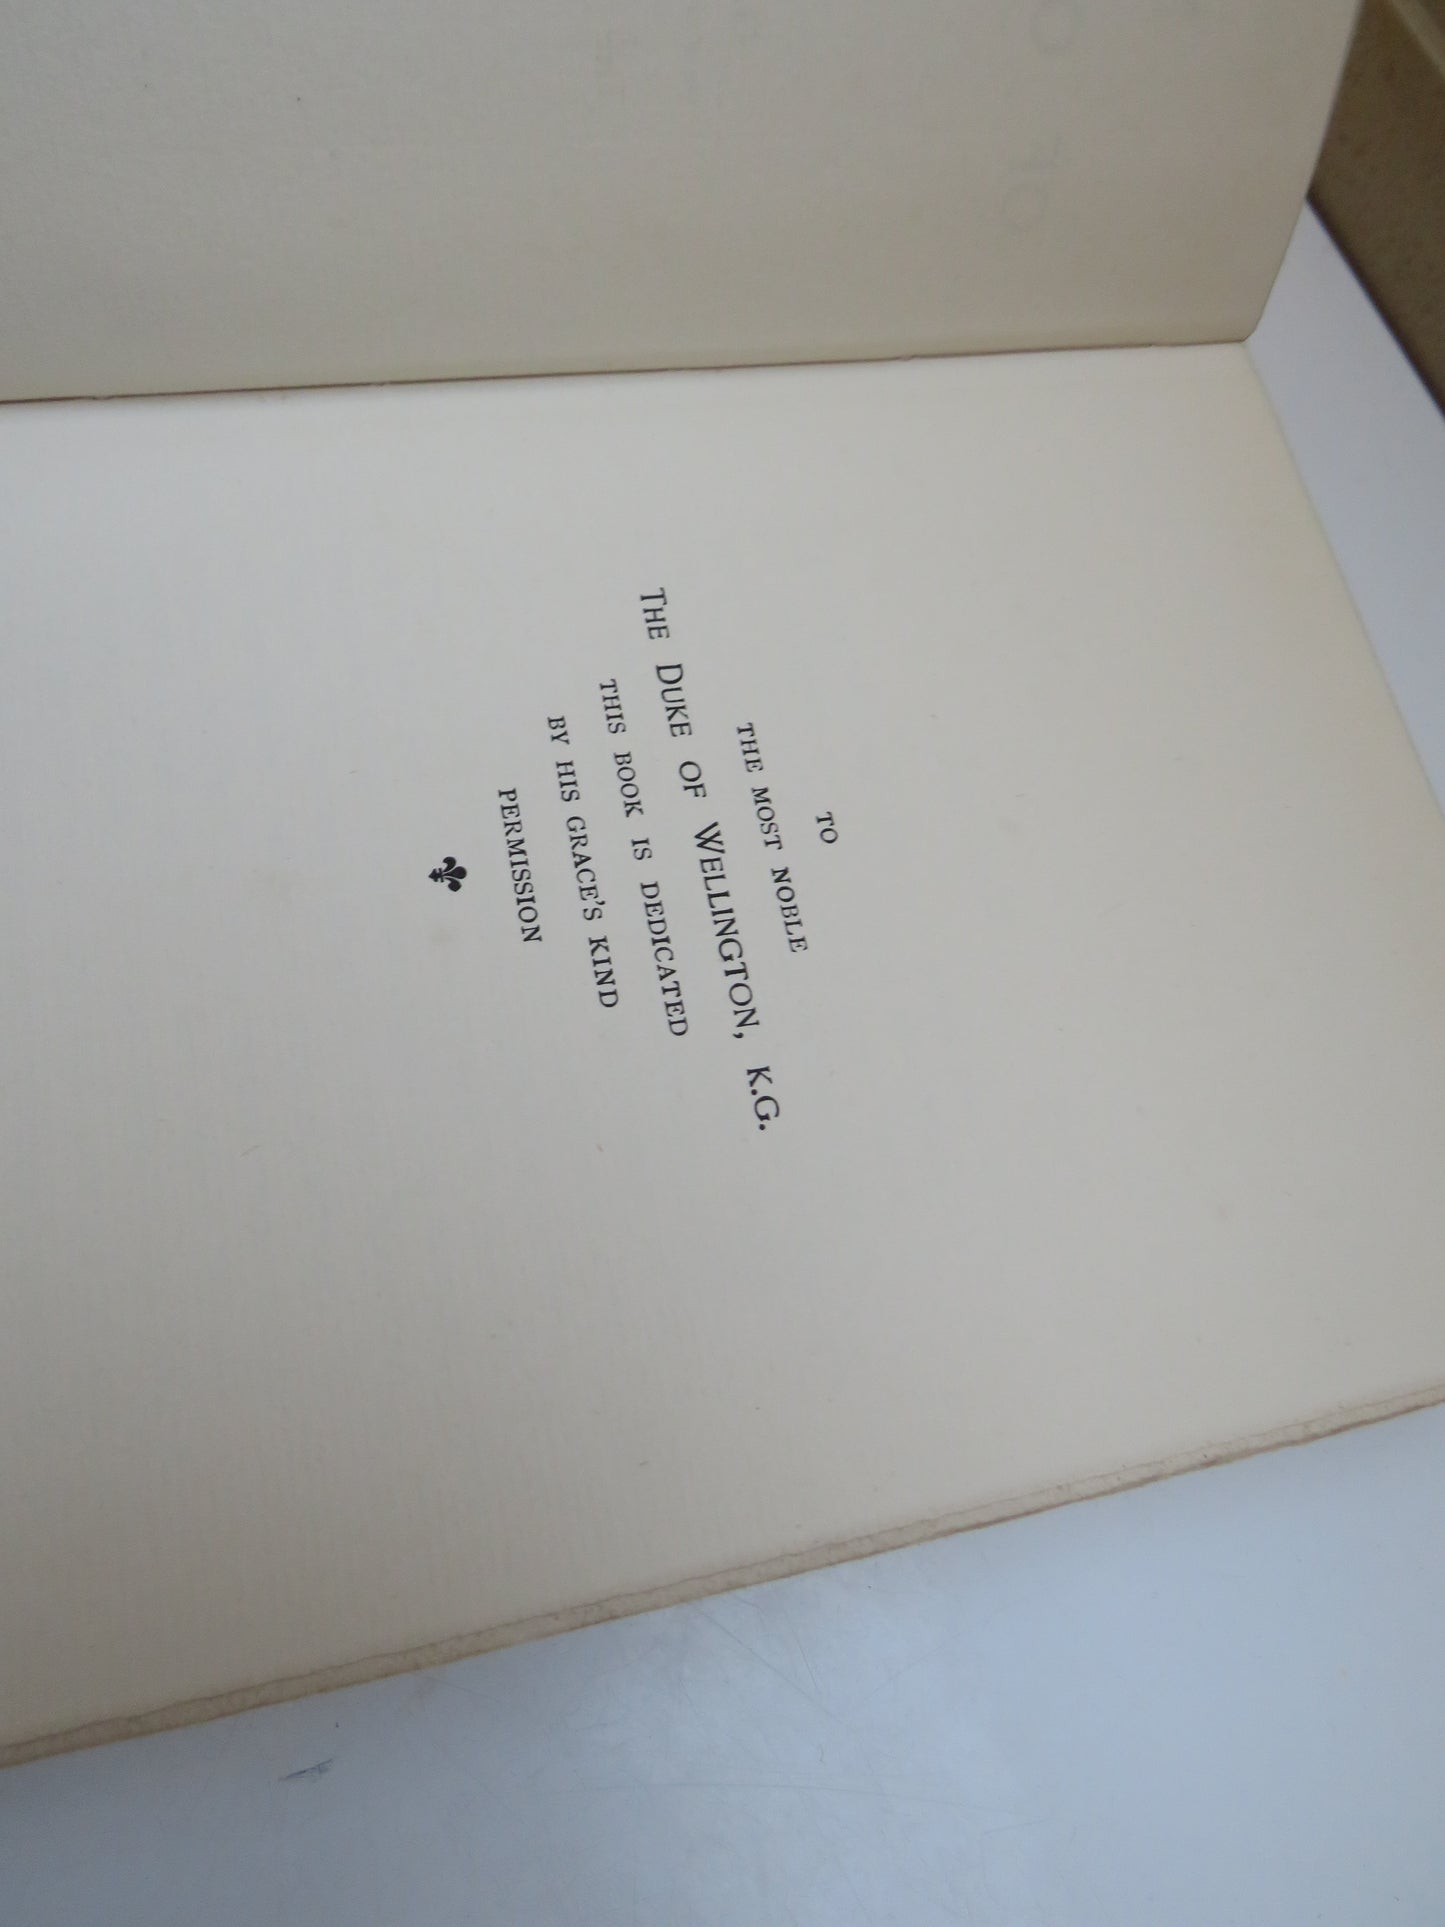 TO
THE MOST NOBLE
THE DUKE OF WELLINGTON, K.G.
THIS BOOK IS DEDICATED
BY HIS GRACE'S KIND
PERMISSION